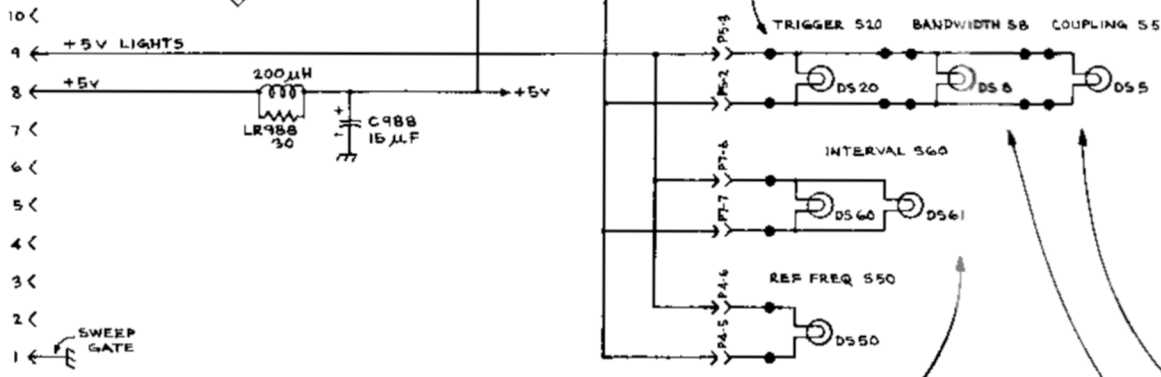 10
9 +5V LIGHTS
8 +5V
200µH
LR988
30
+
-
C988
15µF
+5V
7
6
5
4
3
2
1
SWEEP
GATE
P5-3
TRIGGER S20 BANDWIDTH S8 COUPLING S5
P5-2
DS20 DS8 DS5
INTERVAL S60
P7-6
P7-7
DS60 DS61
REF FREQ S50
P4-6
P4-5
DS50